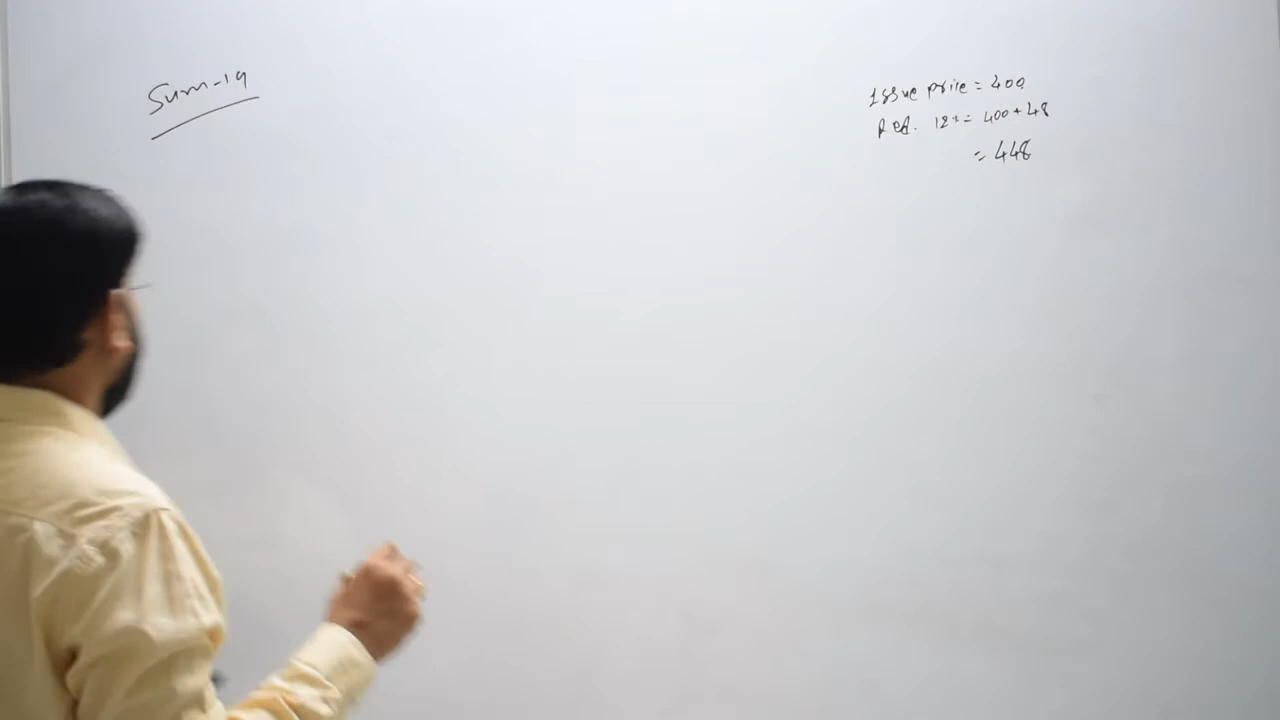 Sum-19
Issue price = 400
Red. 12% = 400 + 48
= 448